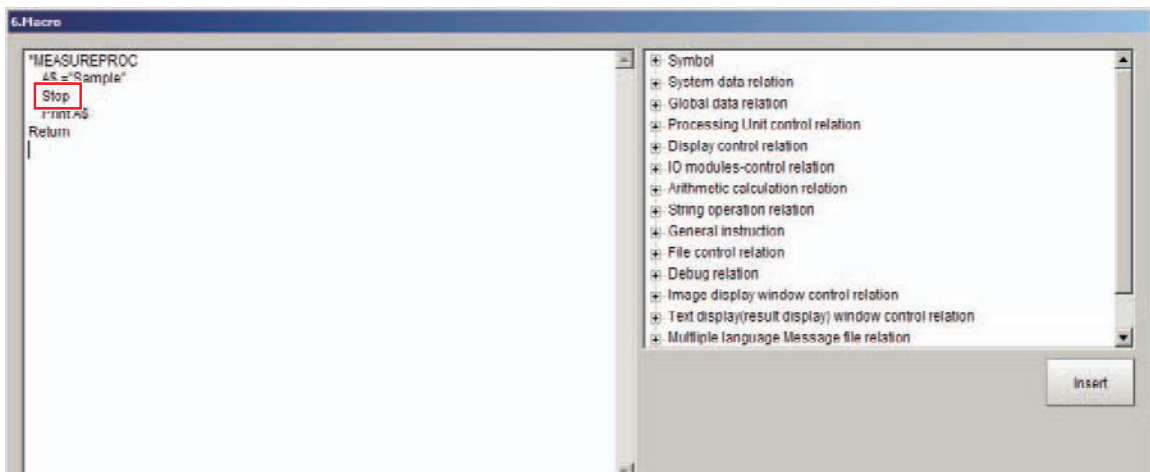 6.Macro
*MEASUREPROC
A$ ="Sample"
Stop
Print A$
Return
Symbol
System data relation
Global data relation
Processing Unit control relation
Display control relation
IO modules-control relation
Arithmetic calculation relation
String operation relation
General instruction
File control relation
Debug relation
Image display window control relation
Text display(result display) window control relation
Multiple language Message file relation
Insert